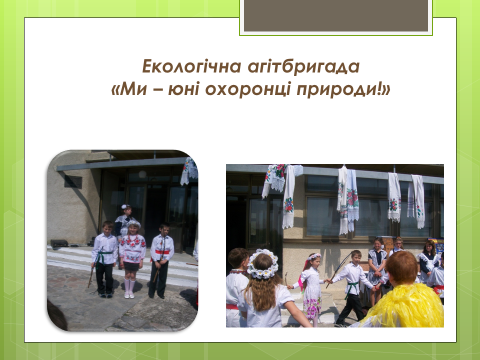 Екологічна агітбригада
«Ми – юні охоронці природи!»